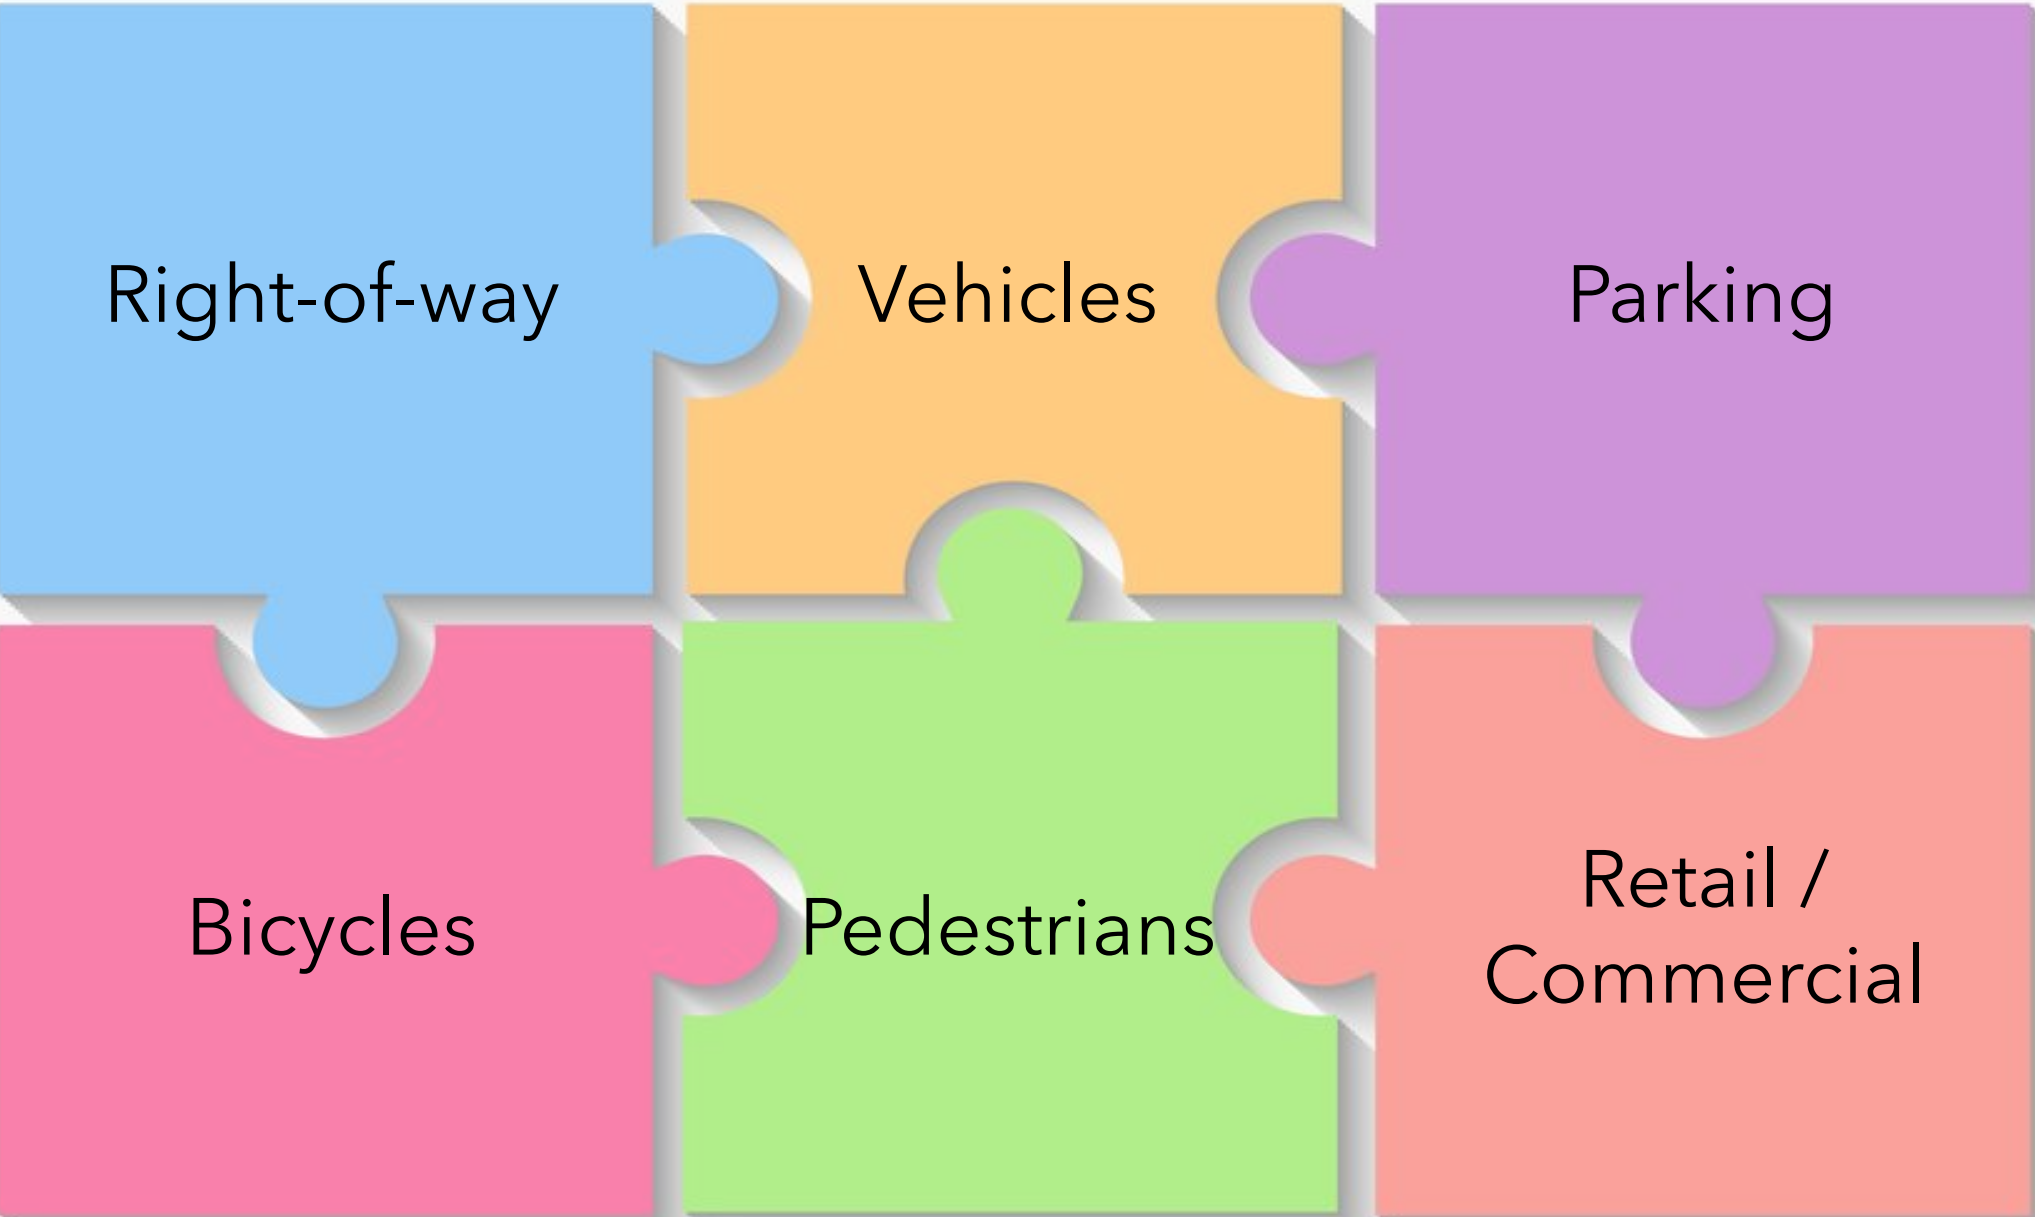 Right-of-way
Vehicles
Parking
Bicycles
Pedestrians
Retail /
Commercial